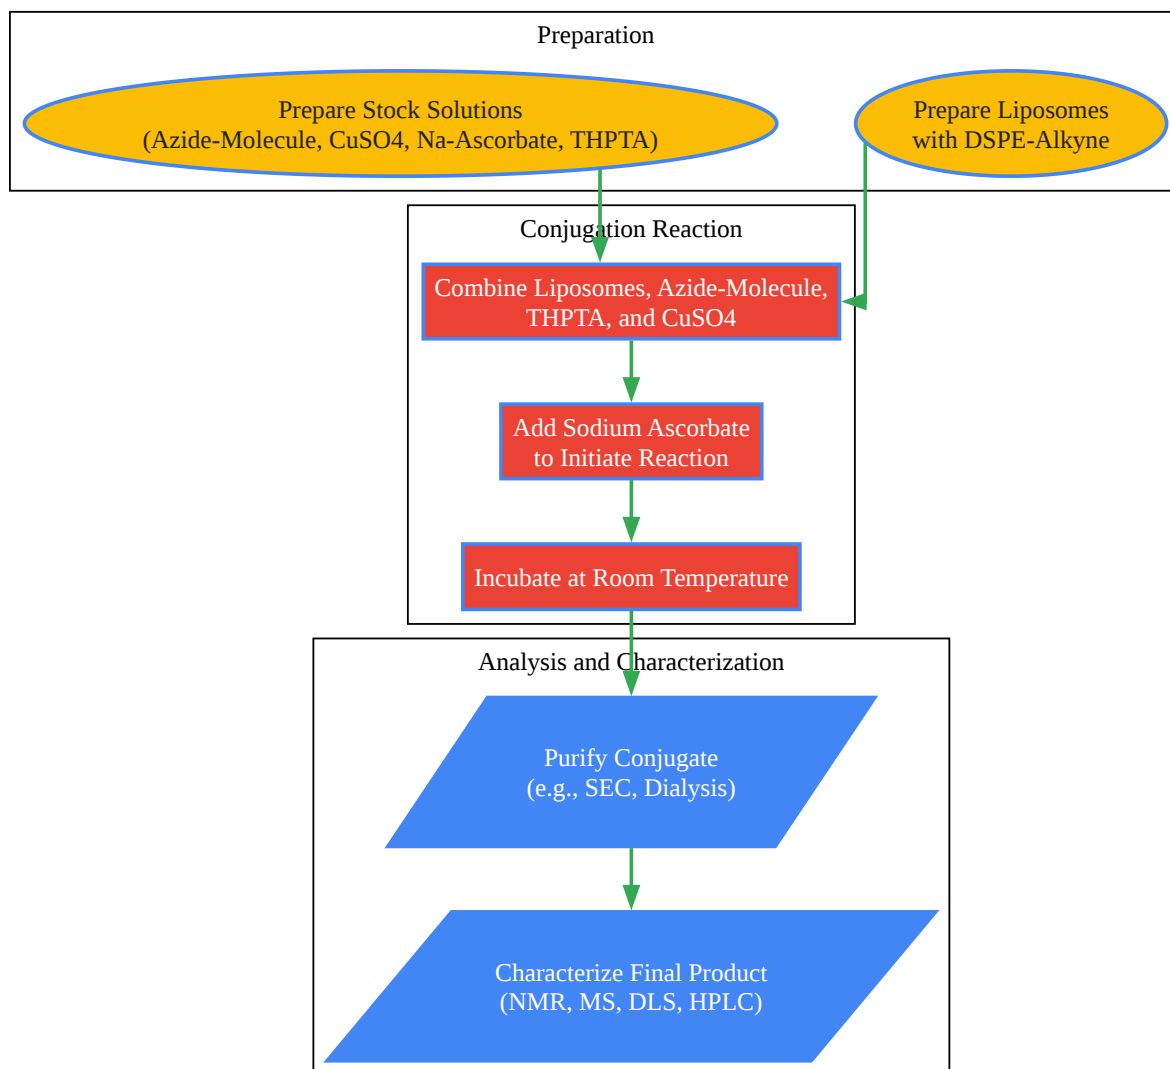 Preparation
Prepare Stock Solutions
(Azide-Molecule, CuSO4, Na-Ascorbate, THPTA)
Prepare Liposomes
with DSPE-Alkyne
Conjugation Reaction
Combine Liposomes, Azide-Molecule,
THPTA, and CuSO4
Add Sodium Ascorbate
to Initiate Reaction
Incubate at Room Temperature
Analysis and Characterization
Purify Conjugate
(e.g., SEC, Dialysis)
Characterize Final Product
(NMR, MS, DLS, HPLC)